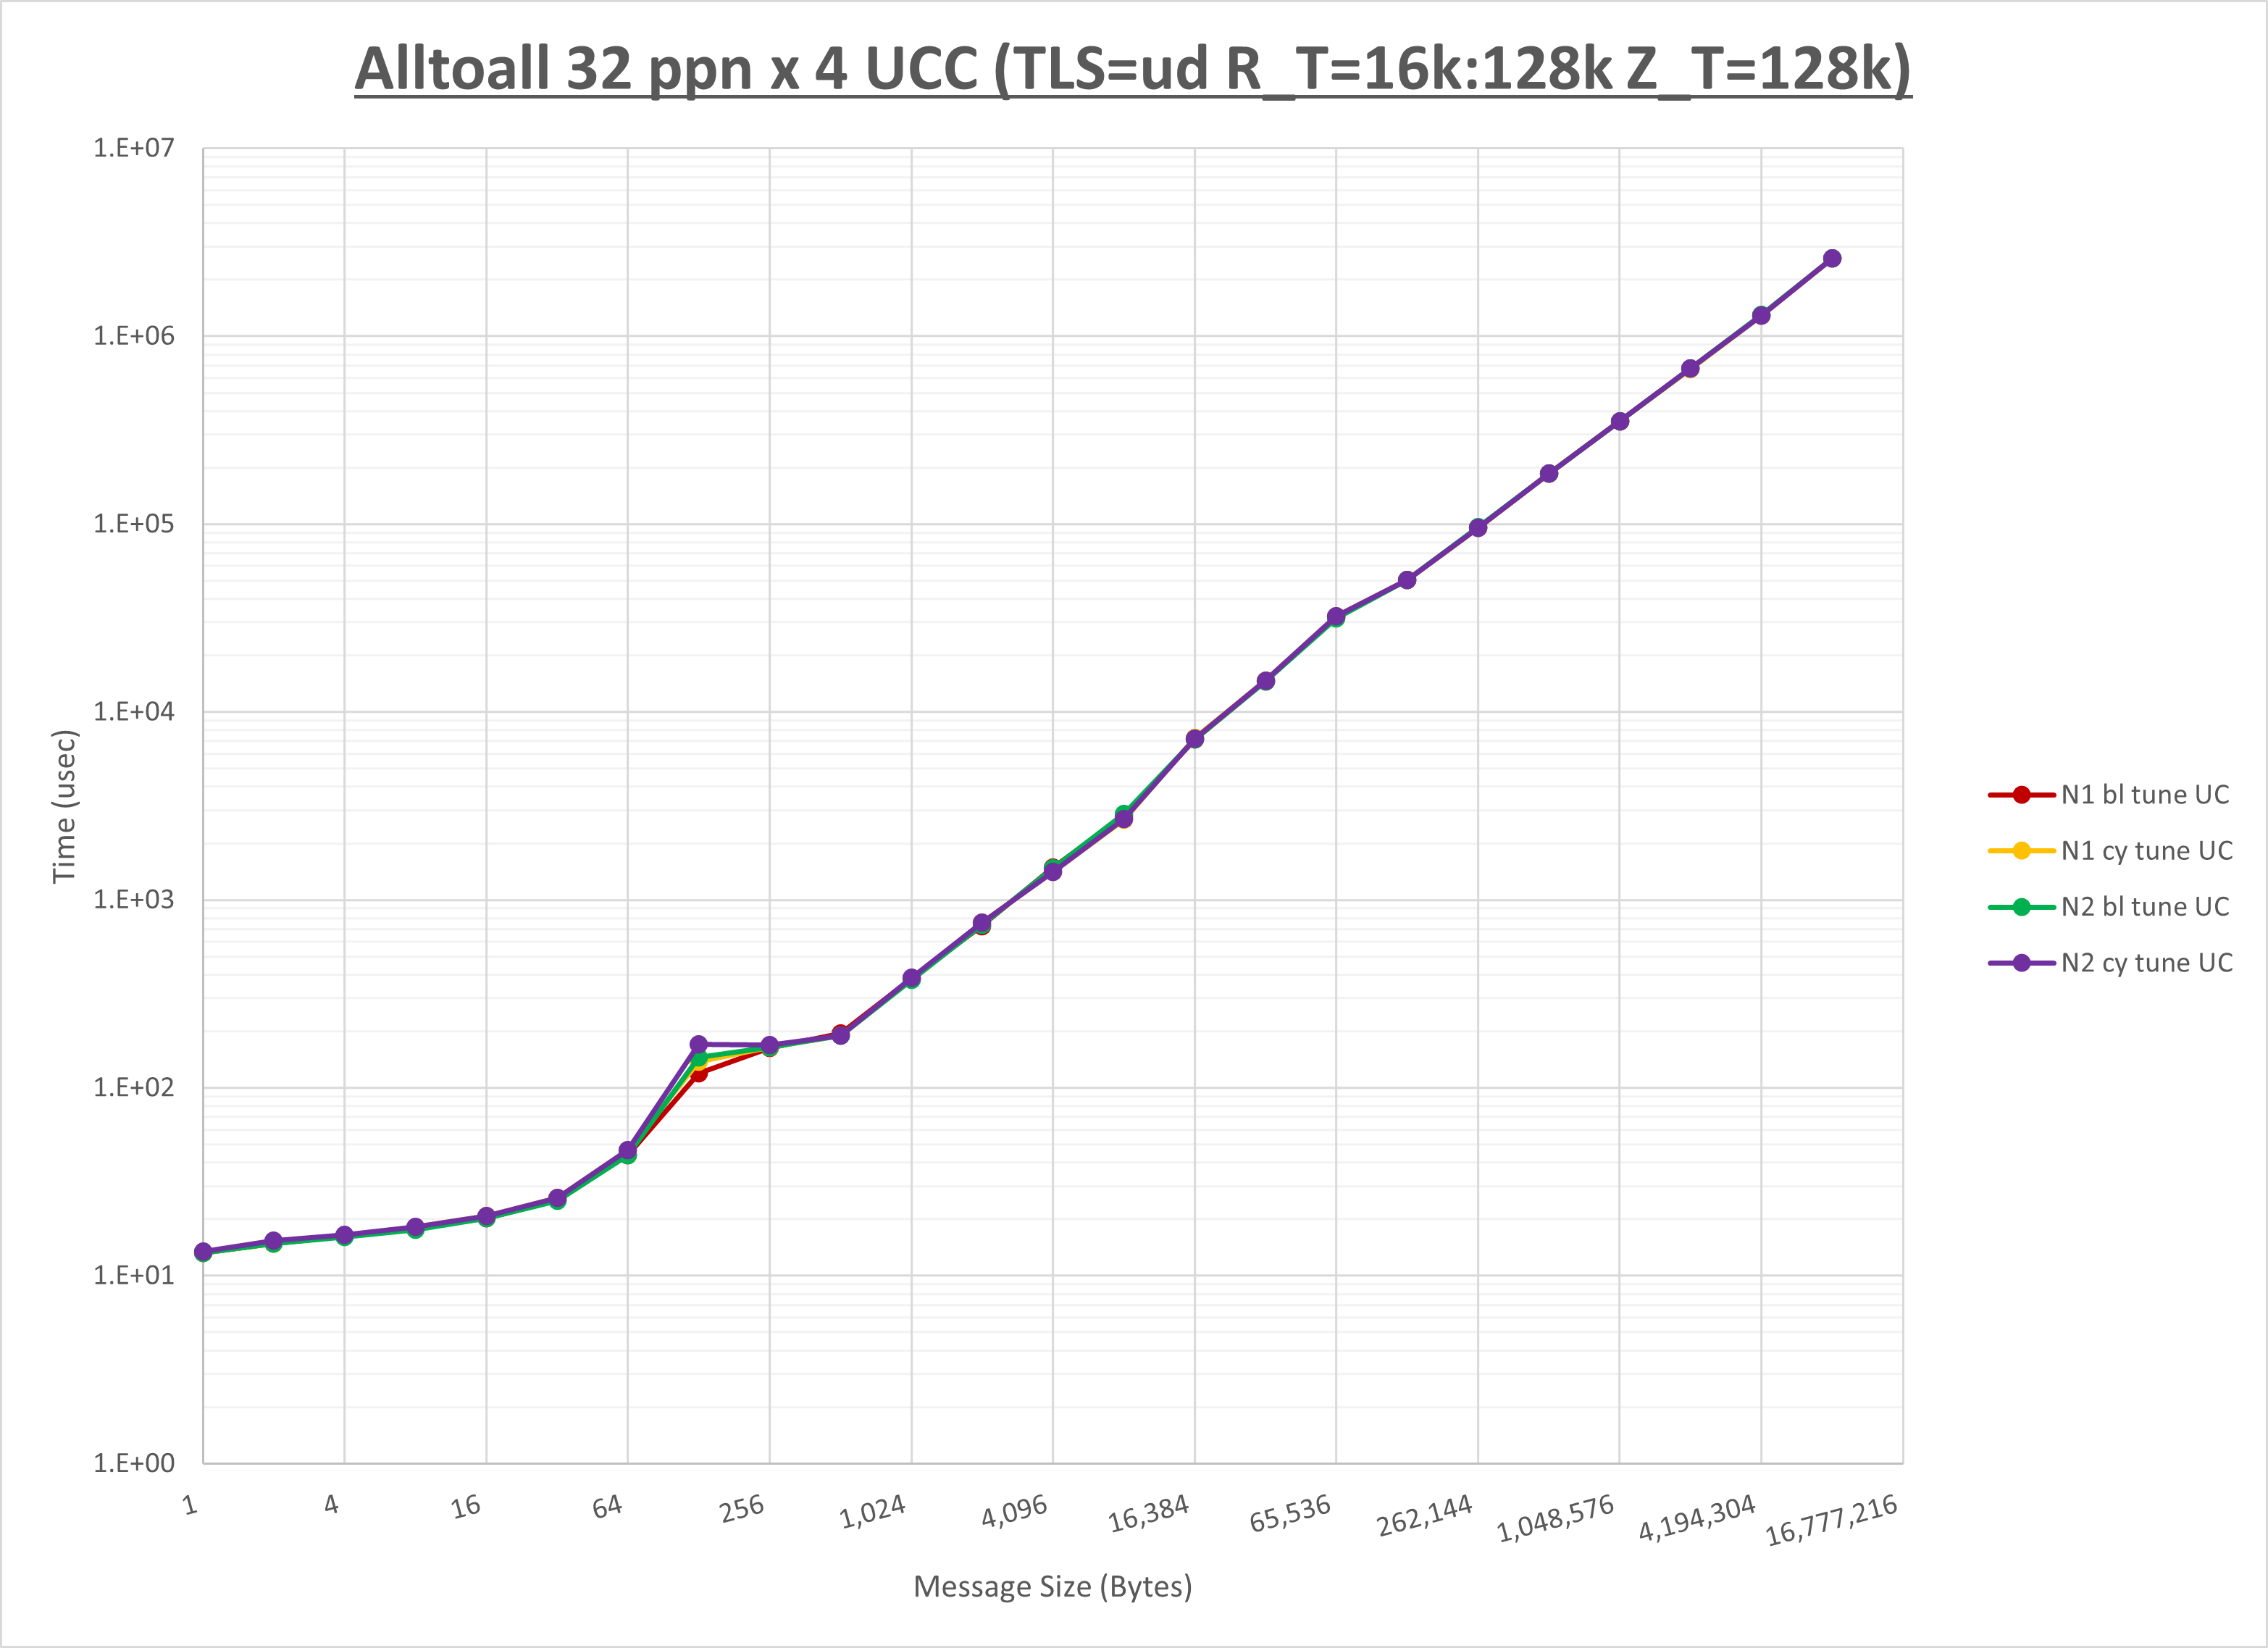 Alltoall 32 ppn x 4 UCC (TLS=ud R_T=16k:128k Z_T=128k)
1.E+07
1.E+06
1.E+05
1.E+04
1.E+03
1.E+02
1.E+01
1.E+00
Time (usec)
1
4
16
64
256
1,024
4,096
16,384
65,536
262,144
1,048,576
4,194,304
16,777,216
Message Size (Bytes)
N1 bl tune UC
N1 cy tune UC
N2 bl tune UC
N2 cy tune UC